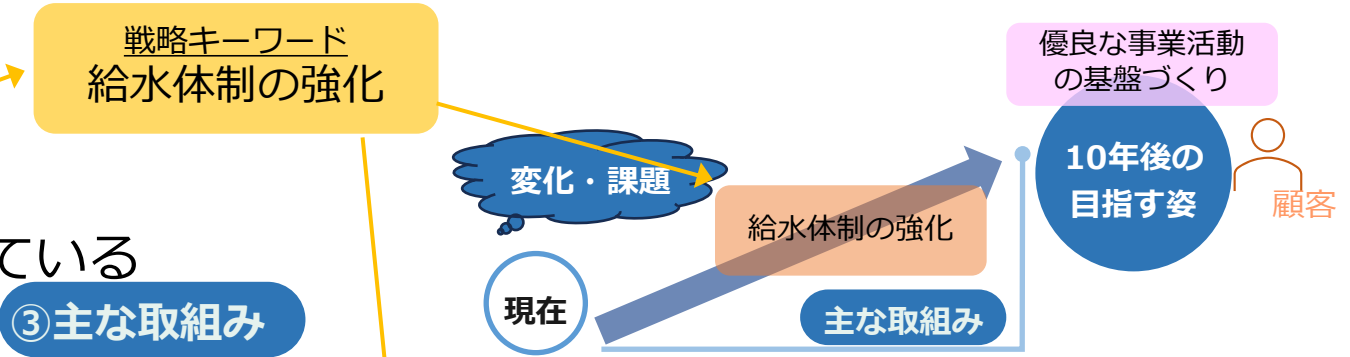 戦略キーワード
給水体制の強化
ている
③主な取組み
優良な事業活動
の基盤づくり
10年後の
目指す姿
顧客
変化・課題
給水体制の強化
現在
主な取組み